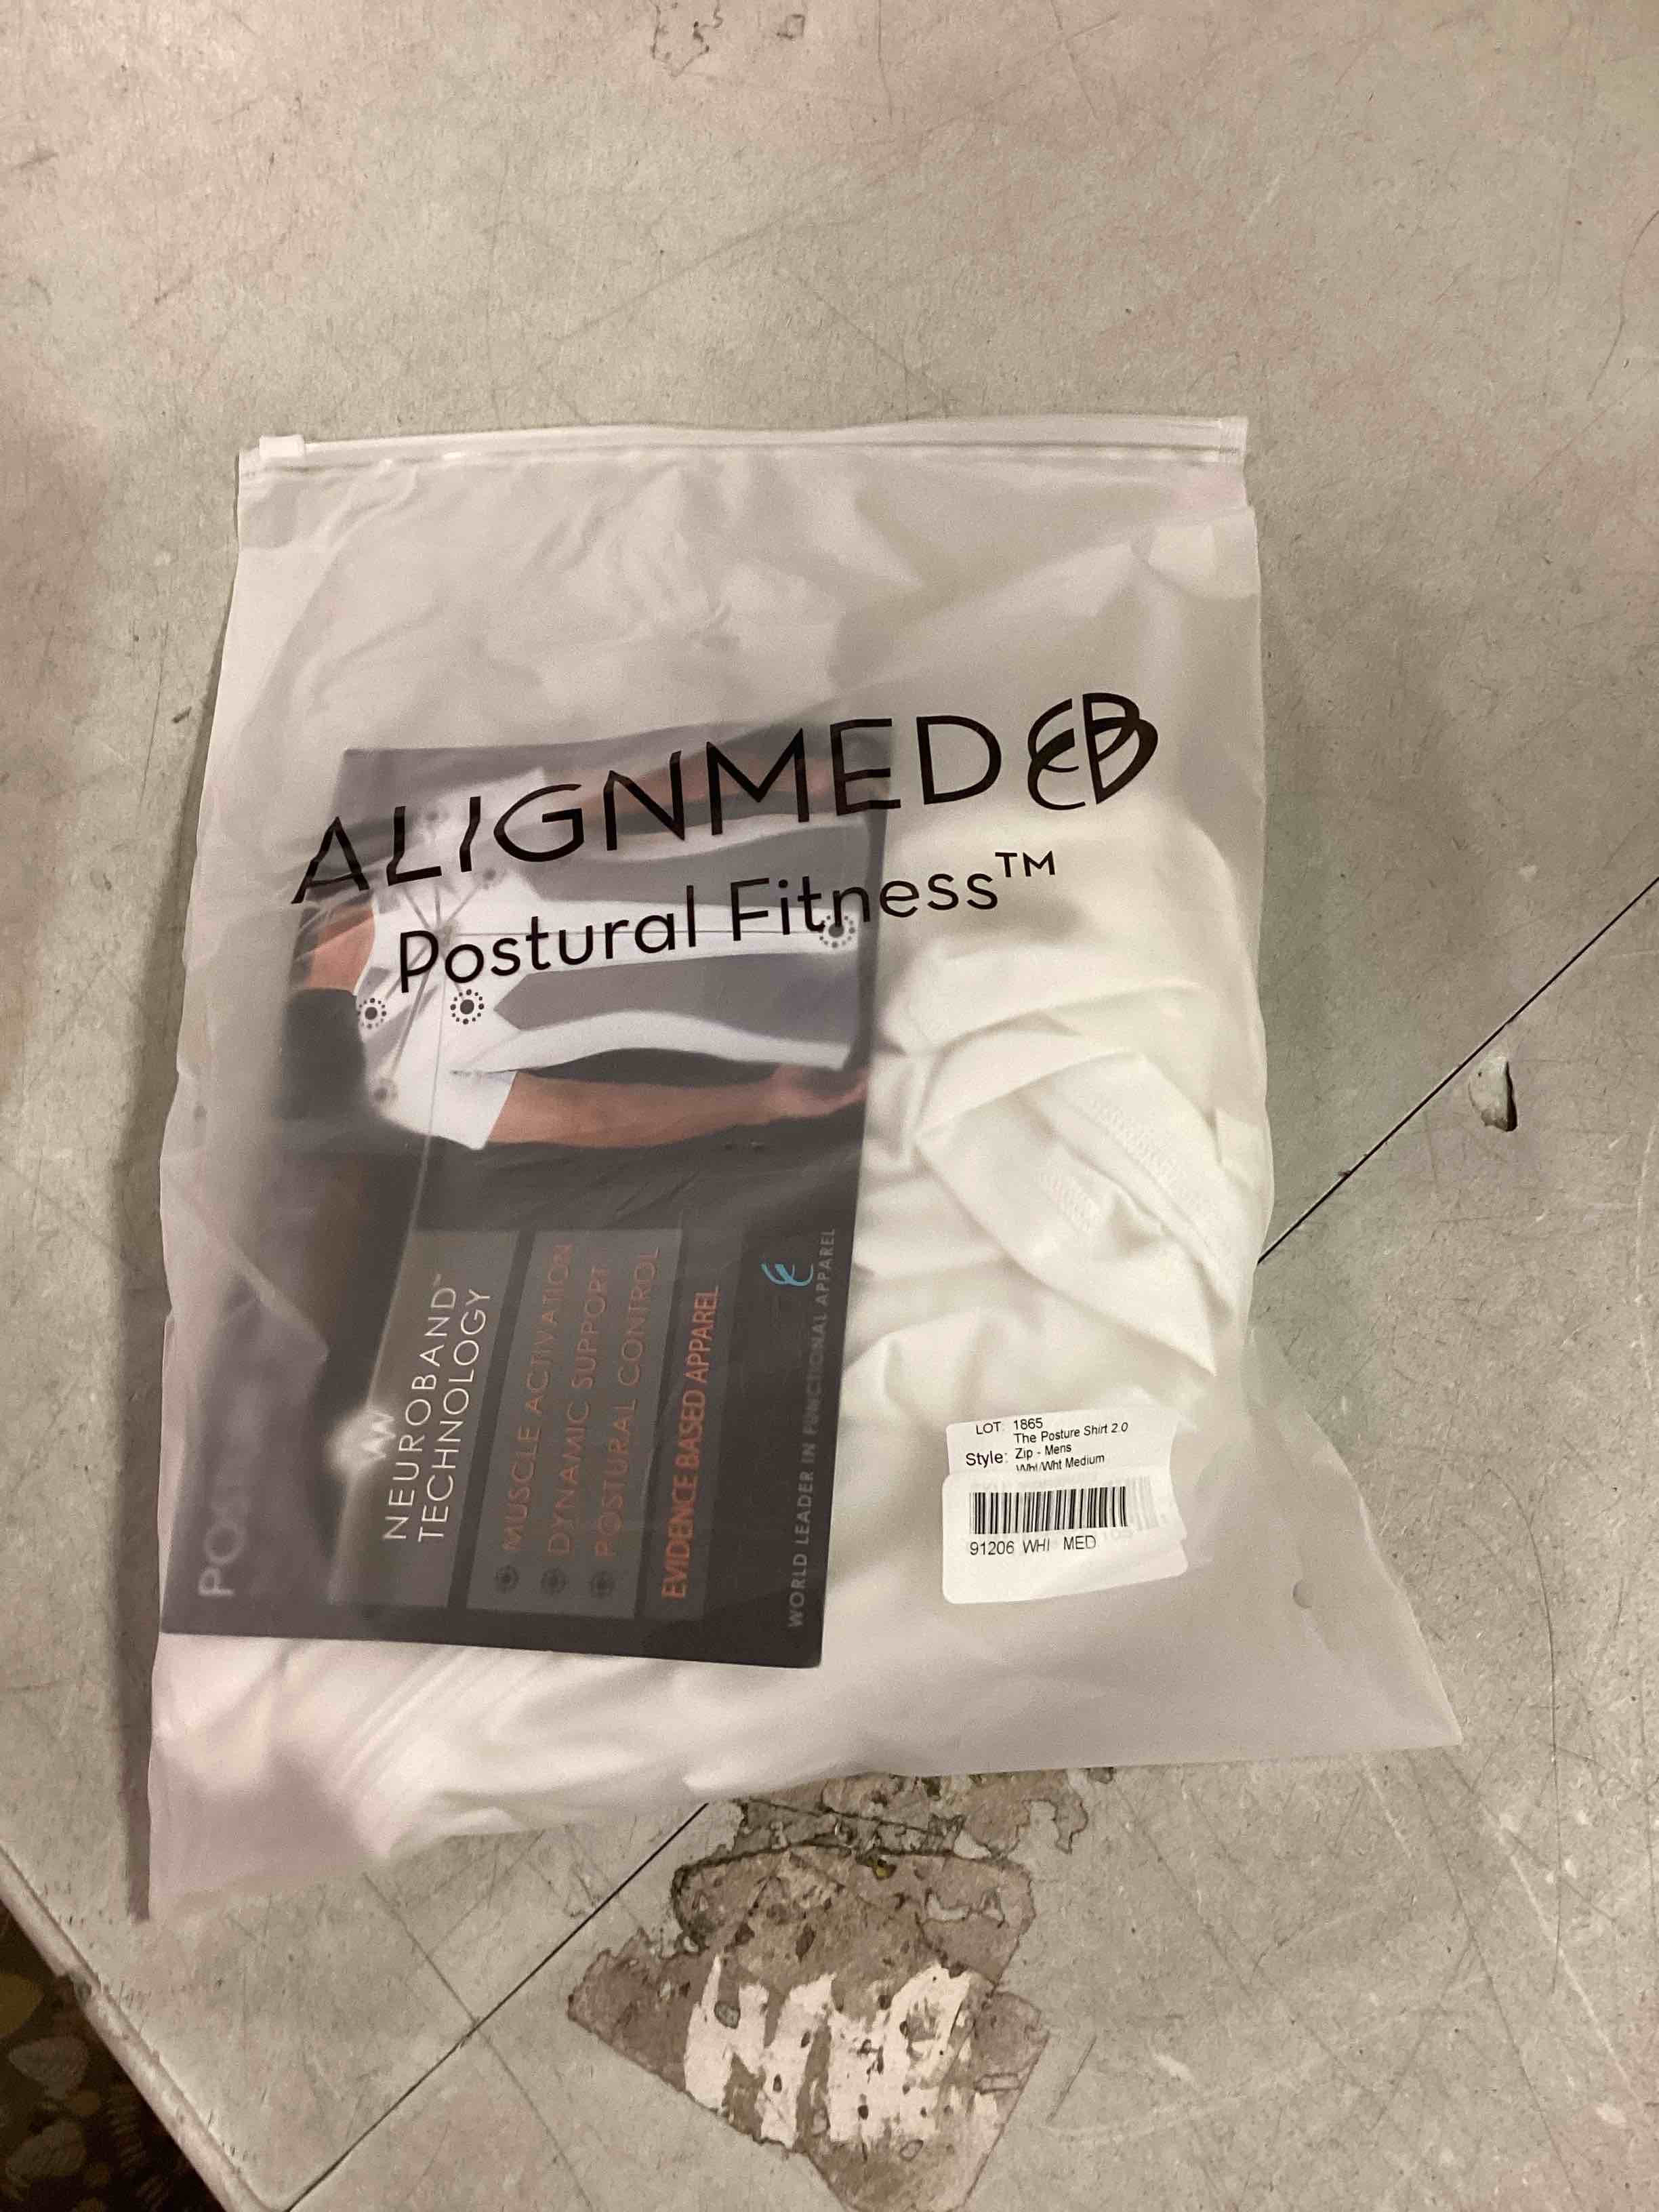 ALIGNMED
Postural Fitness™
NEUROBAND™
TECHNOLOGY
MUSCLE ACTIVATION
DYNAMIC SUPPORT
POSTURAL CONTROL
EVIDENCE BASED APPAREL
WORLD LEADER IN FUNCTIONAL APPAREL
LOT: 1865
The Posture Shirt 2.0
Style: Zip - Mens
Wht/Wht Medium
91206 WHI MED